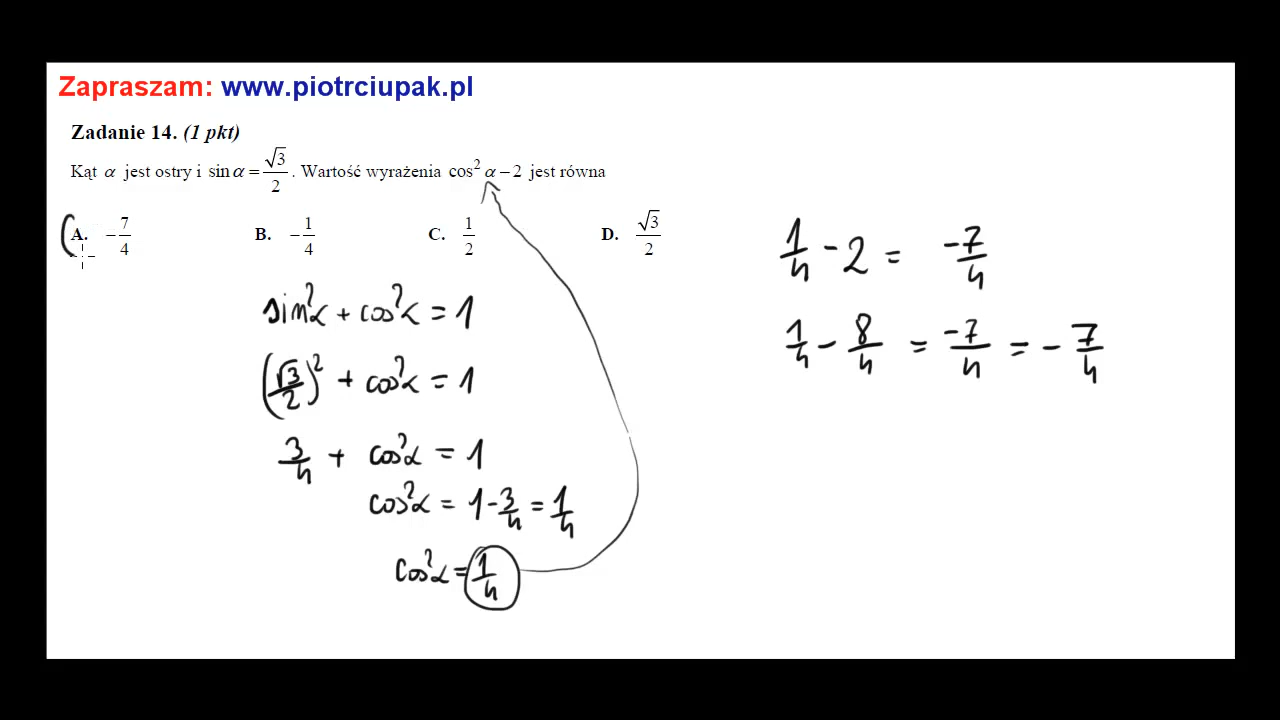 Zapraszam: www.piotrciupak.pl
Zadanie 14. (1 pkt)
Kąt α jest ostry i sin α = √3/2. Wartość wyrażenia cos² α − 2 jest równa
A. −7/4 B. −1/4 C. 1/2 D. √3/2
sin²α + cos²α = 1
(√3/2)² + cos²α = 1
3/4 + cos²α = 1
cos²α = 1 - 3/4 = 1/4
cos²α = 1/4
1/4 - 2 = -7/4
1/4 - 8/4 = -7/4 = - 7/4